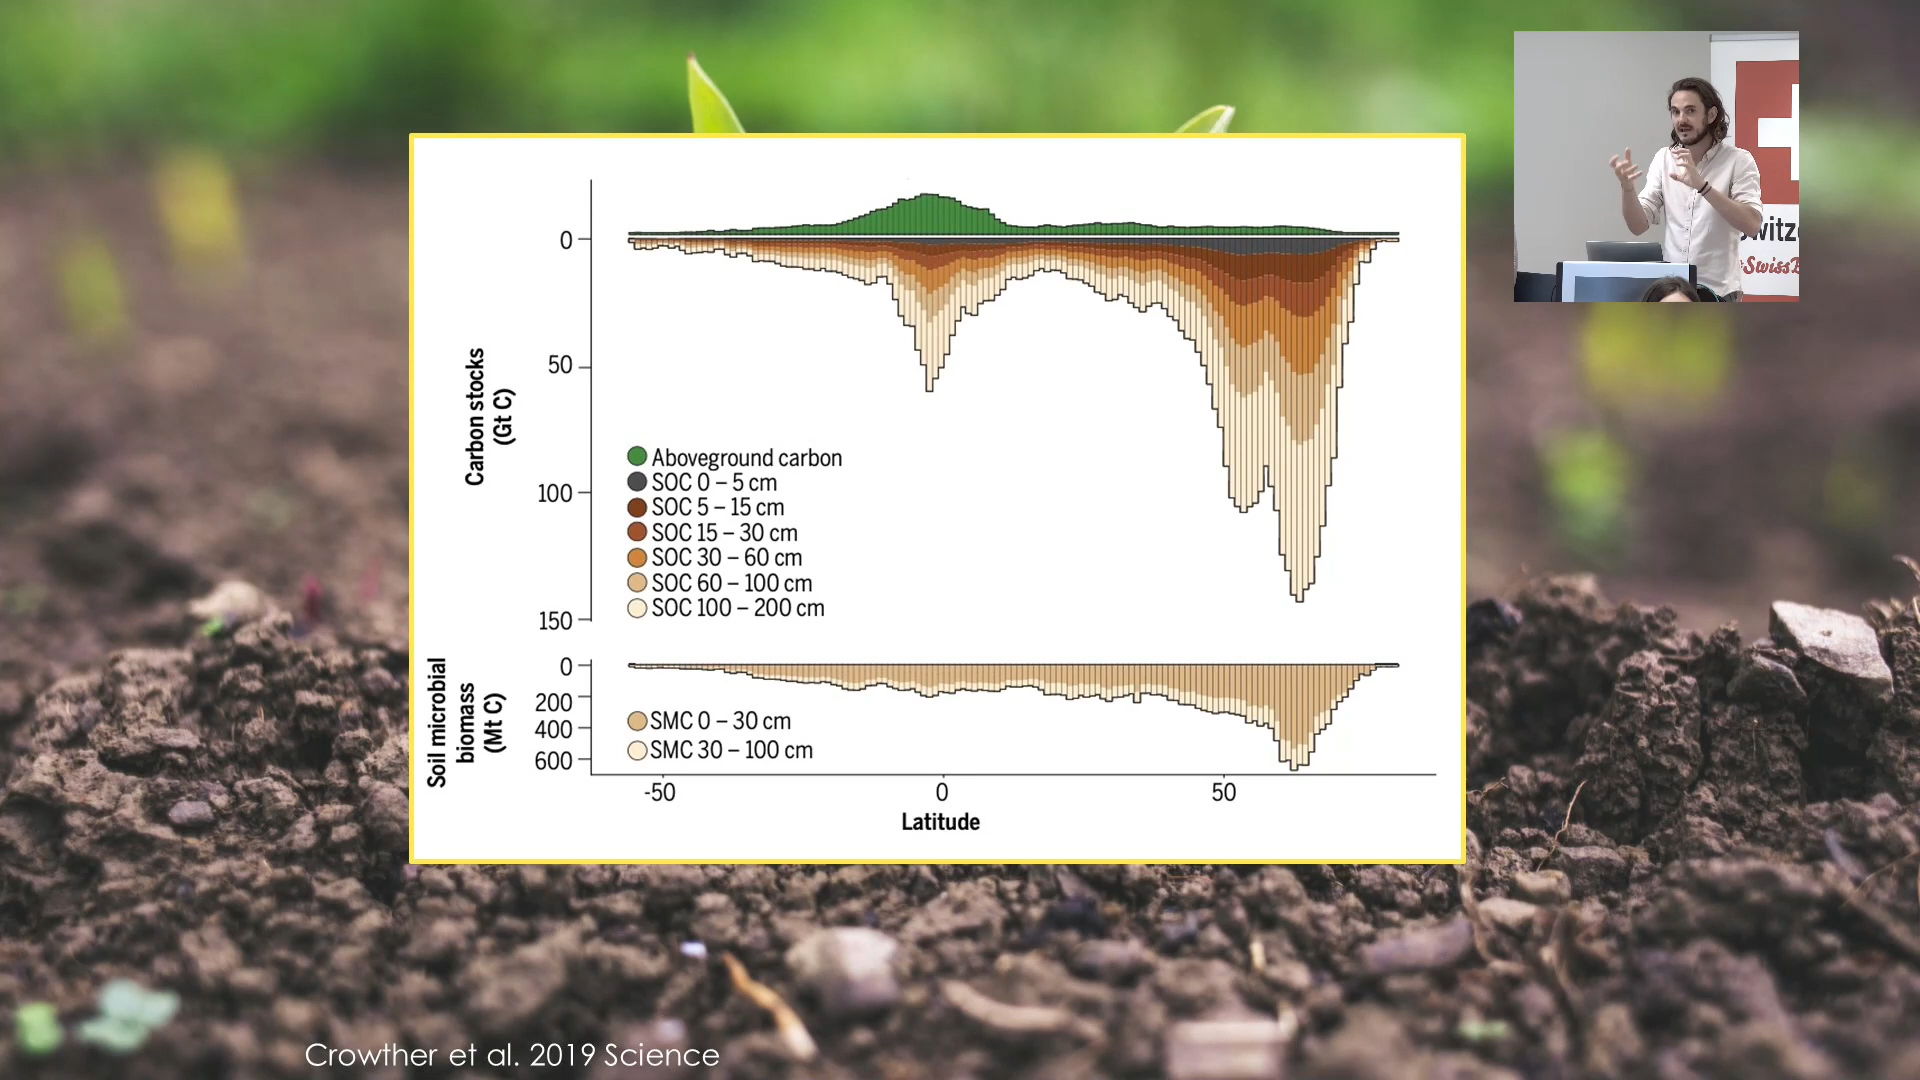 0
50
100
150
Carbon stocks
(Gt C)
Aboveground carbon
SOC 0 – 5 cm
SOC 5 – 15 cm
SOC 15 – 30 cm
SOC 30 – 60 cm
SOC 60 – 100 cm
SOC 100 – 200 cm
0
200
400
600
Soil microbial
biomass
(Mt C)
SMC 0 – 30 cm
SMC 30 – 100 cm
-50
0
50
Latitude
Crowther et al. 2019 Science